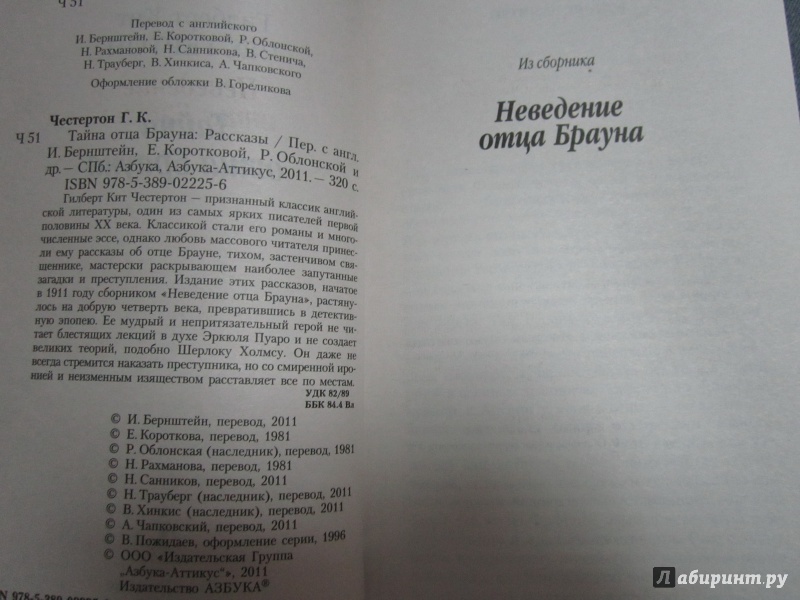 Ч 51
Перевод с английского
И. Бернштейн, Е. Коротковой, Р. Облонской,
Н. Рахмановой, Н. Санникова, В. Стенича,
Н. Трауберг, В. Хинкиса, А. Чапковского
Оформление обложки В. Гореликова
Честертон Г. К.
Ч 51 Тайна отца Брауна: Рассказы / Пер. с англ.
И. Бернштейн, Е. Коротковой, Р. Облонской и
др. — СПб.: Азбука, Азбука-Аттикус, 2011. — 320 с.
ISBN 978-5-389-02225-6
Гилберт Кит Честертон — признанный классик англий-
ской литературы, один из самых ярких писателей первой
половины XX века. Классикой стали его романы и много-
численные эссе, однако любовь массового читателя принес-
ли ему рассказы об отце Брауне, тихом, застенчивом свя-
щеннике, мастерски раскрывающем наиболее запутанные
загадки и преступления. Издание этих рассказов, начатое
в 1911 году сборником «Неведение отца Брауна», растяну-
лось на добрую четверть века, превратившись в детектив-
ную эпопею. Ее мудрый и непритязательный герой не чи-
тает блестящих лекций в духе Эркюля Пуаро и не создает
великих теорий, подобно Шерлоку Холмсу. Он даже не
всегда стремится наказать преступника, но со смиренной иро-
нией и неизменным изяществом расставляет все по местам.
УДК 82/89
ББК 84.4 Вл
© И. Бернштейн, перевод, 2011
© Е. Короткова, перевод, 1981
© Р. Облонская (наследник), перевод, 1981
© Н. Рахманова, перевод, 1981
© Н. Санников, перевод, 2011
© Н. Трауберг (наследник), перевод, 2011
© В. Хинкис (наследник), перевод, 2011
© А. Чапковский, перевод, 2011
© В. Пожидаев, оформление серии, 1996
© ООО «Издательская Группа
„Азбука-Аттикус“», 2011
Издательство АЗБУКА®
Из сборника
Неведение
отца Брауна
Лабиринт.ру